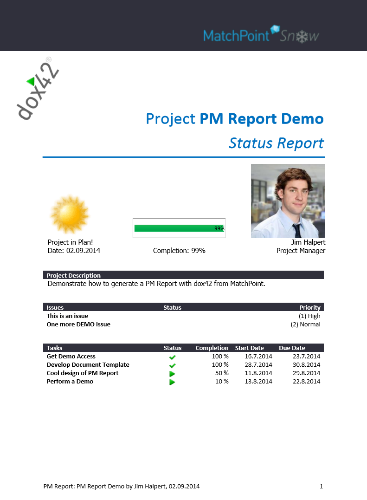 MatchPoint Snow
dox42
Project PM Report Demo
Status Report
99%
Project in Plan!
Date: 02.09.2014
Completion: 99%
Jim Halpert
Project Manager
Project Description
Demonstrate how to generate a PM Report with dox42 from MatchPoint.
Issues Status Priority
This is an issue (1) High
One more DEMO Issue (2) Normal
Tasks Status Completion Start Date Due Date
Get Demo Access 100 % 16.7.2014 23.7.2014
Develop Document Template 100 % 28.7.2014 30.8.2014
Cool design of PM Report 50 % 11.8.2014 29.8.2014
Perform a Demo 10 % 13.8.2014 22.8.2014
PM Report: PM Report Demo by Jim Halpert, 02.09.2014 1